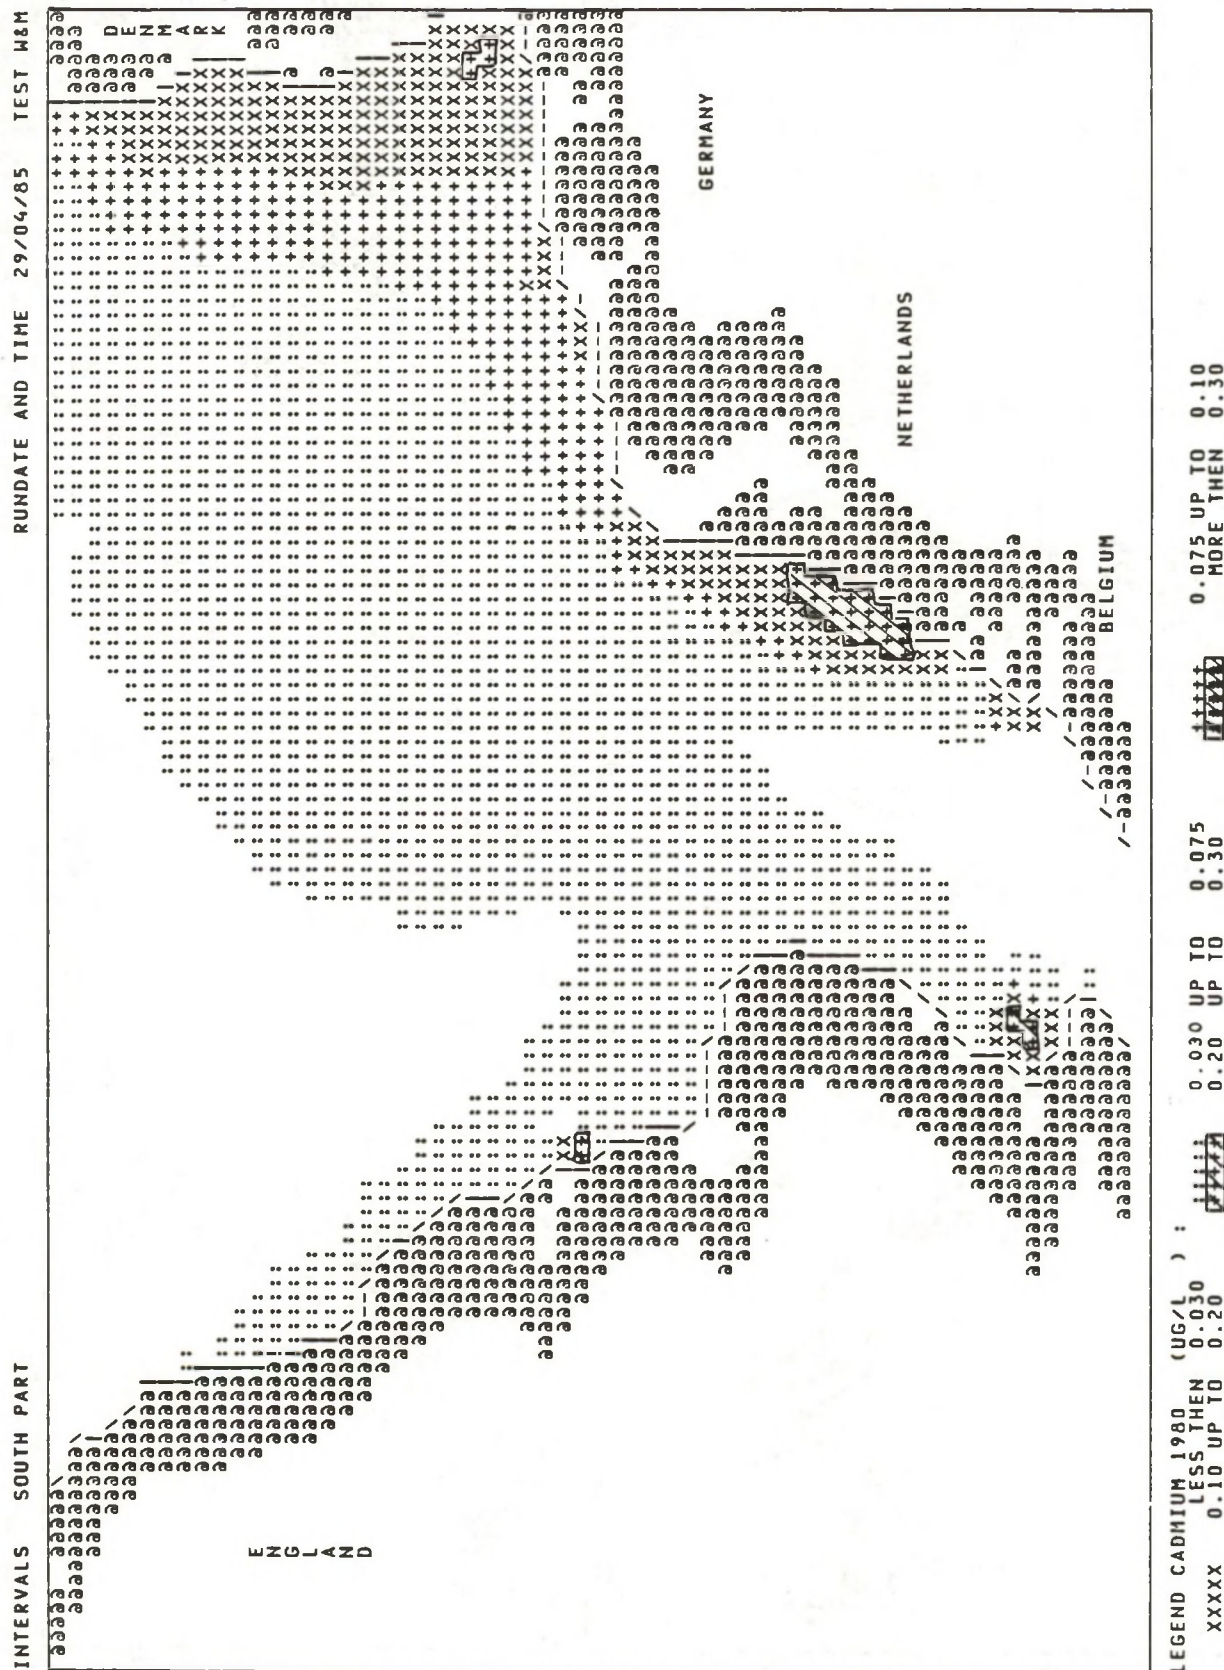 INTERVALS SOUTH PART RUNDATE AND TIME 29/04/85 TEST W&M
DENMARK
ENGLAND
GERMANY
NETHERLANDS
BELGIUM
LEGEND CADMIUM 1980 (UG/L ) :
LESS THEN 0.030 ::::: 0.030 UP TO 0.075 +++++ 0.075 UP TO 0.10
XXXXX 0.10 UP TO 0.20 0.20 UP TO 0.30 MORE THEN 0.30